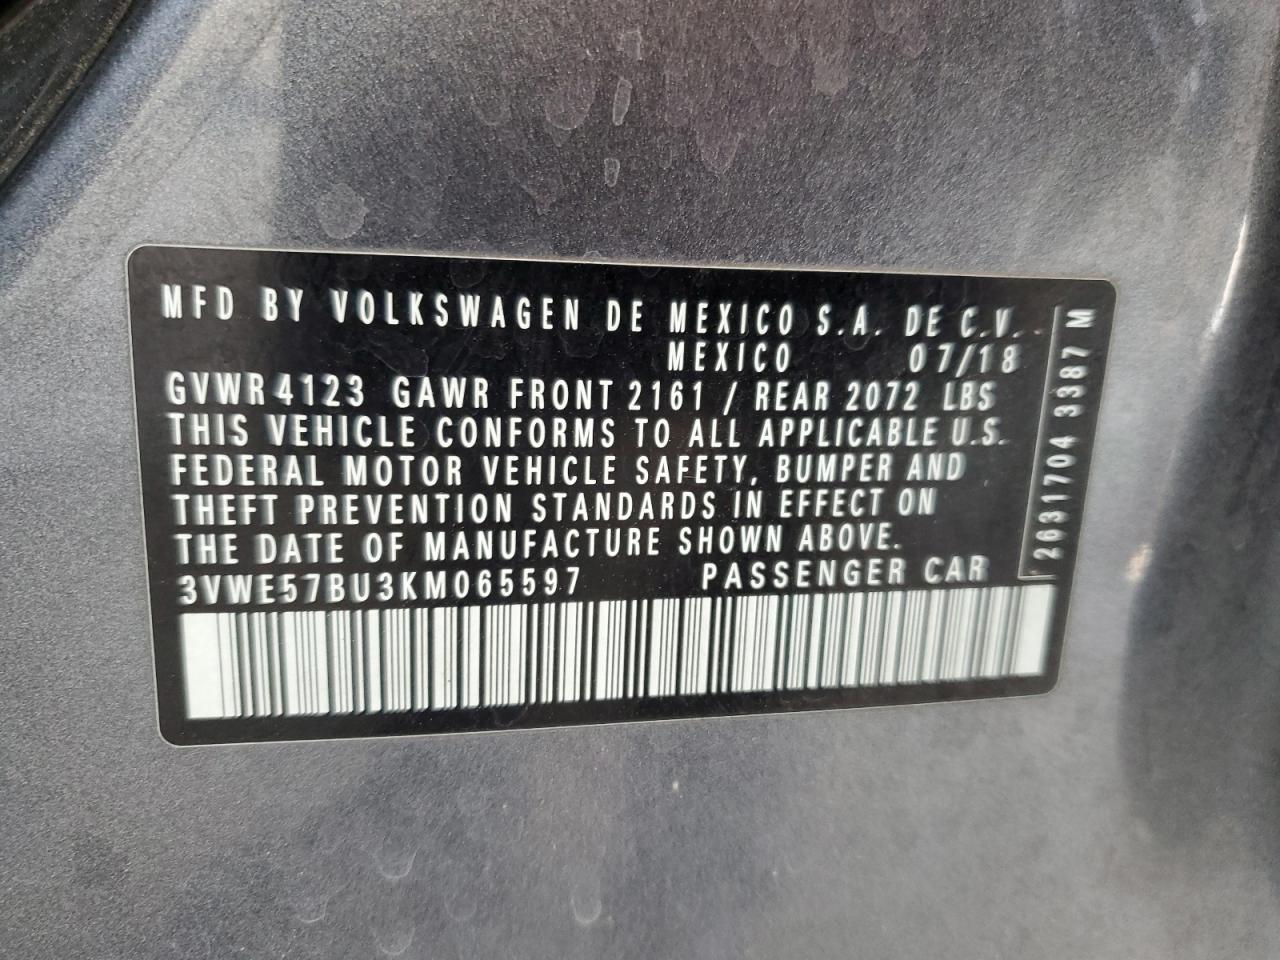 MFD BY VOLKSWAGEN DE MEXICO S.A. DE C.V.
MEXICO 07/18
GVWR 4123 GAWR FRONT 2161 / REAR 2072 LBS
THIS VEHICLE CONFORMS TO ALL APPLICABLE U.S.
FEDERAL MOTOR VEHICLE SAFETY, BUMPER AND
THEFT PREVENTION STANDARDS IN EFFECT ON
THE DATE OF MANUFACTURE SHOWN ABOVE.
3VWE57BU3KM065597 PASSENGER CAR
2631704 3387 M